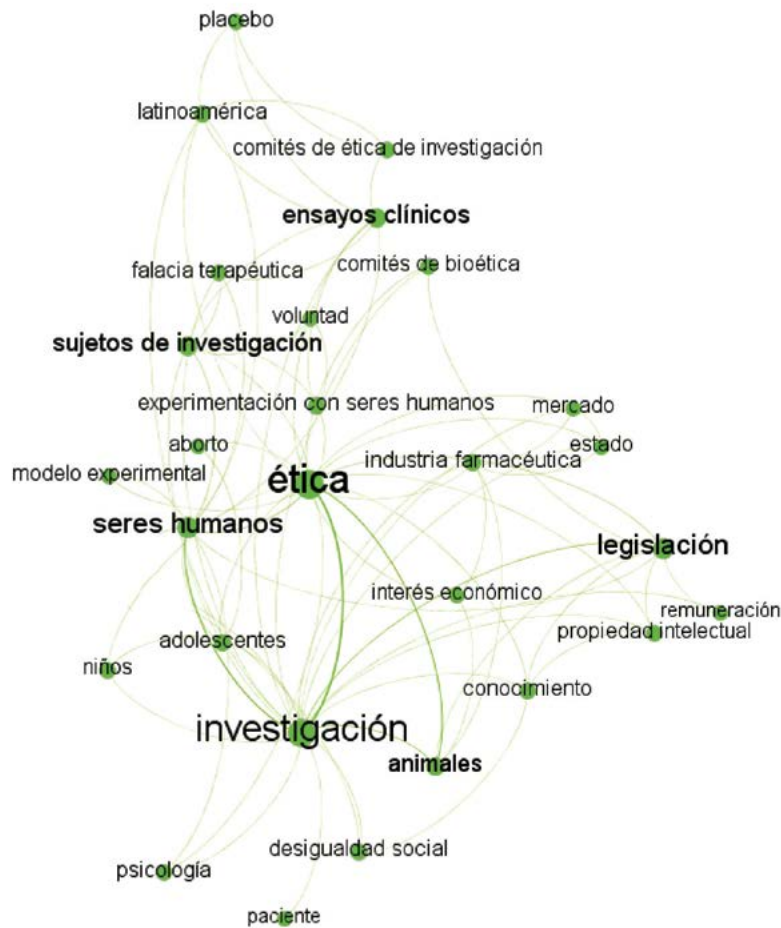 placebo
latinoamérica
comités de ética de investigación
ensayos clínicos
falacia terapéutica
comités de bioética
voluntad
sujetos de investigación
experimentación con seres humanos
mercado
aborto
estado
modelo experimental
industria farmacéutica
ética
seres humanos
legislación
interés económico
remuneración
adolescentes
propiedad intelectual
niños
conocimiento
investigación
animales
desigualdad social
psicología
paciente